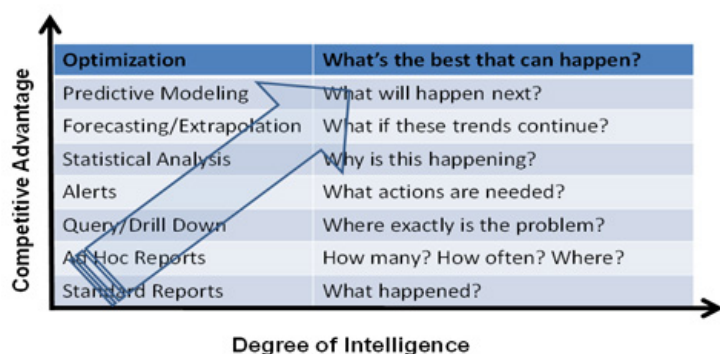 Competitive Advantage
Optimization What's the best that can happen?
Predictive Modeling What will happen next?
Forecasting/Extrapolation What if these trends continue?
Statistical Analysis Why is this happening?
Alerts What actions are needed?
Query/Drill Down Where exactly is the problem?
Ad Hoc Reports How many? How often? Where?
Standard Reports What happened?
Degree of Intelligence